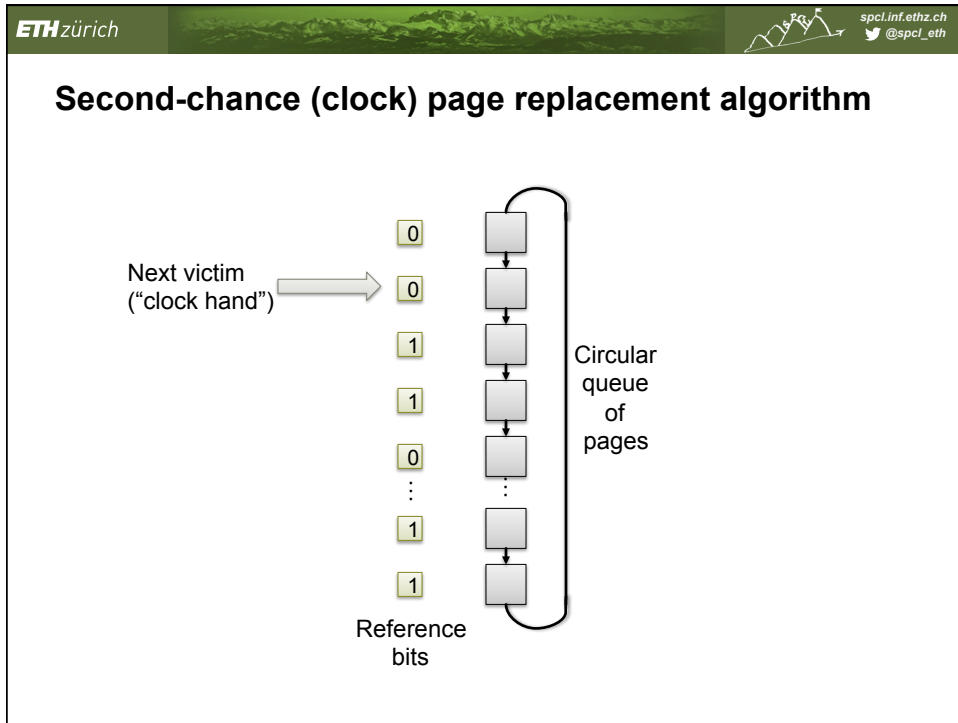 ETH zürich
spcl.inf.ethz.ch
@spcl_eth
Second-chance (clock) page replacement algorithm
0
Next victim
(“clock hand”)
0
1
Circular
queue
of
pages
1
0
⋮ ⋮
1
1
Reference
bits